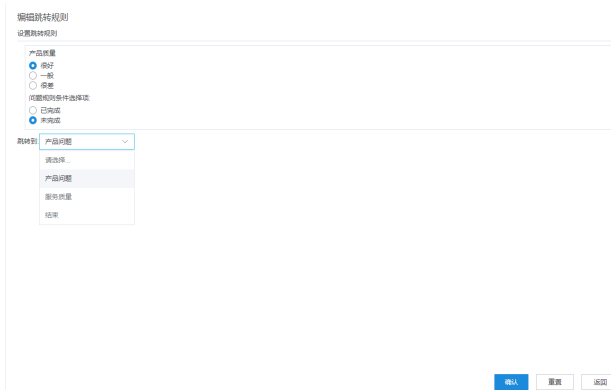 编辑跳转规则
设置跳转规则
产品质量
很好
一般
很差
问题规则条件选择项:
已完成
未完成
跳转到: 产品问题
请选择...
产品问题
服务质量
结束
确认 重置 返回